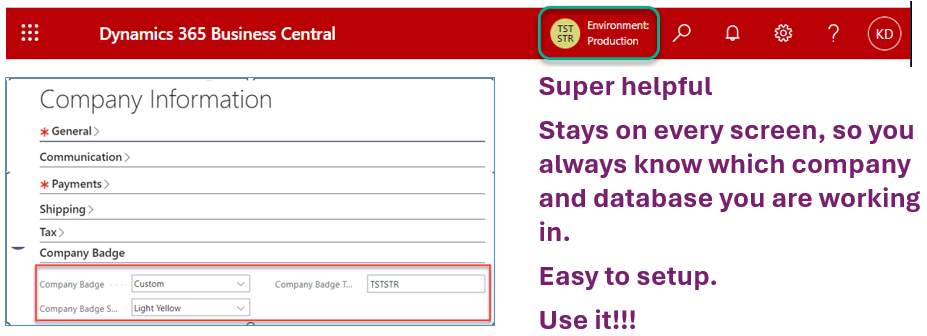 Dynamics 365 Business Central
TST
STR
Environment:
Production
?
KD
Company Information
* General >
Communication >
* Payments >
Shipping >
Tax >
Company Badge
Company Badge . . . . Custom
Company Badge T... TSTSTR
Company Badge S... Light Yellow
Super helpful
Stays on every screen, so you
always know which company
and database you are working
in.
Easy to setup.
Use it!!!